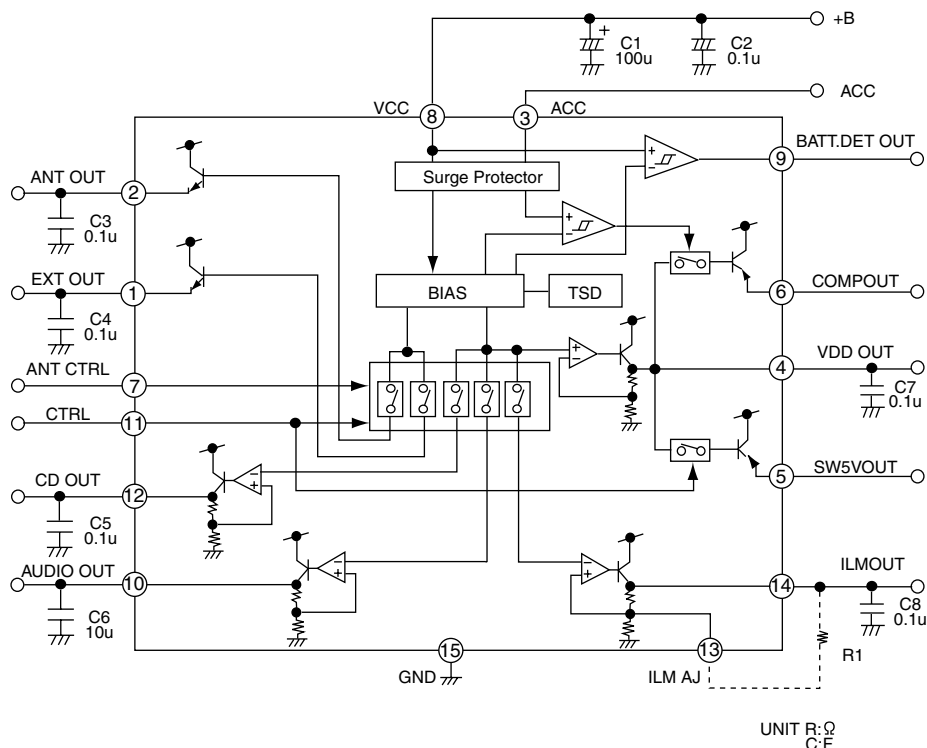 +B
+
C1
100u
C2
0.1u
ACC
VCC
8
3
ACC
BATT.DET OUT
+
−
9
ANT OUT
2
Surge Protector
C3
0.1u
+
−
EXT OUT
1
BIAS
TSD
6
COMPOUT
C4
0.1u
ANT CTRL
7
+
−
4
VDD OUT
C7
0.1u
CTRL
11
CD OUT
12
−
+
5
SW5VOUT
C5
0.1u
AUDIO OUT
10
−
+
−
+
14
ILMOUT
C6
10u
C8
0.1u
15
13
R1
GND
ILM AJ
UNIT R:Ω
C:F